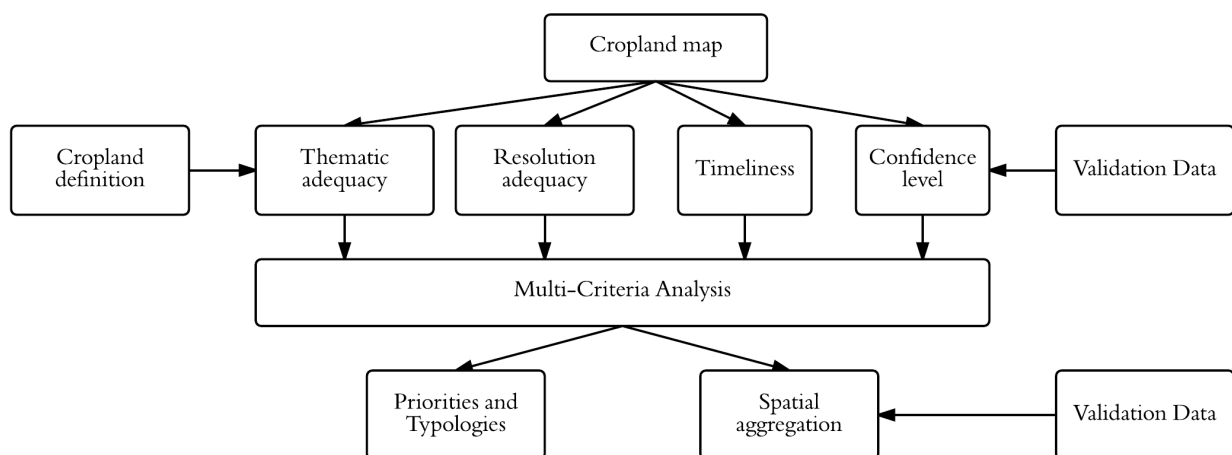 Cropland map
Cropland
definition
Thematic
adequacy
Resolution
adequacy
Timeliness
Confidence
level
Validation Data
Multi-Criteria Analysis
Priorities and
Typologies
Spatial
aggregation
Validation Data